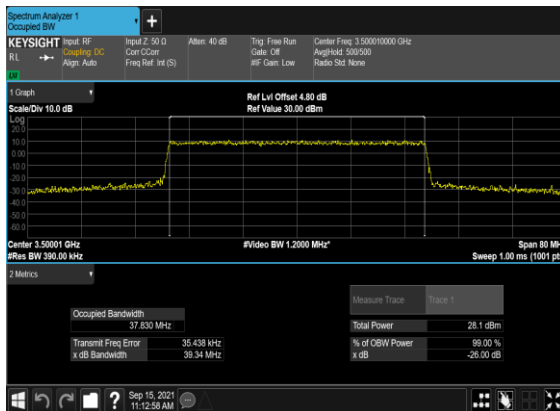 Spectrum Analyzer 1
Occupied BW
+
KEYSIGHT
RL
Input: RF
Coupling: DC
Align: Auto
Input Z: 50 Ω
Corr CCorr
Freq Ref: Int (S)
Atten: 40 dB
Trig: Free Run
Gate: Off
#IF Gain: Low
Center Freq: 3.500010000 GHz
Avg|Hold: 500/500
Radio Std: None
1 Graph
Scale/Div 10.0 dB
Ref Lvl Offset 4.80 dB
Ref Value 30.00 dBm
Log
20.0
10.0
0.00
-10.0
-20.0
-30.0
-40.0
-50.0
-60.0
Center 3.50001 GHz
#Res BW 390.00 kHz
#Video BW 1.2000 MHz*
Span 80 MH
Sweep 1.00 ms (1001 pts
2 Metrics
Measure Trace Trace 1
Occupied Bandwidth
37.830 MHz
Total Power 28.1 dBm
Transmit Freq Error 35.438 kHz
% of OBW Power 99.00 %
x dB Bandwidth 39.34 MHz
x dB -26.00 dB
?
Sep 15, 2021
11:12:58 AM